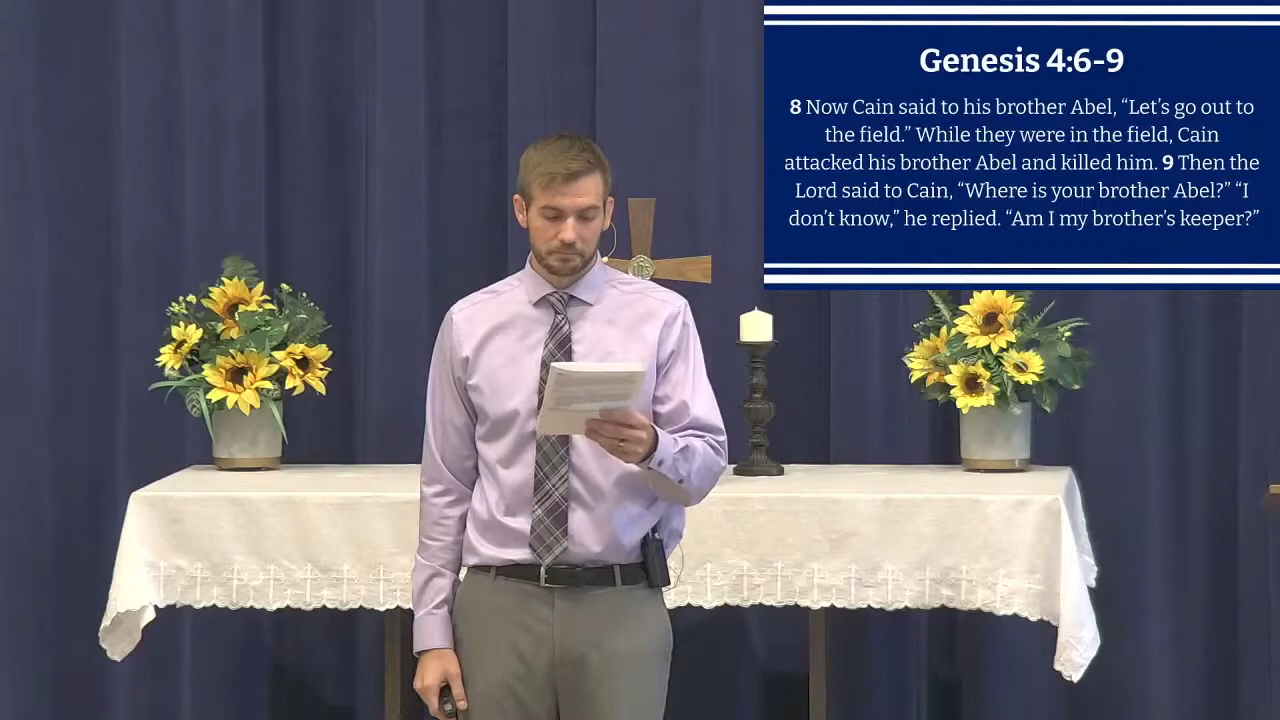 Genesis 4:6-9
8 Now Cain said to his brother Abel, “Let’s go out to
the field.” While they were in the field, Cain
attacked his brother Abel and killed him. 9 Then the
Lord said to Cain, “Where is your brother Abel?” “I
don’t know,” he replied. “Am I my brother’s keeper?”